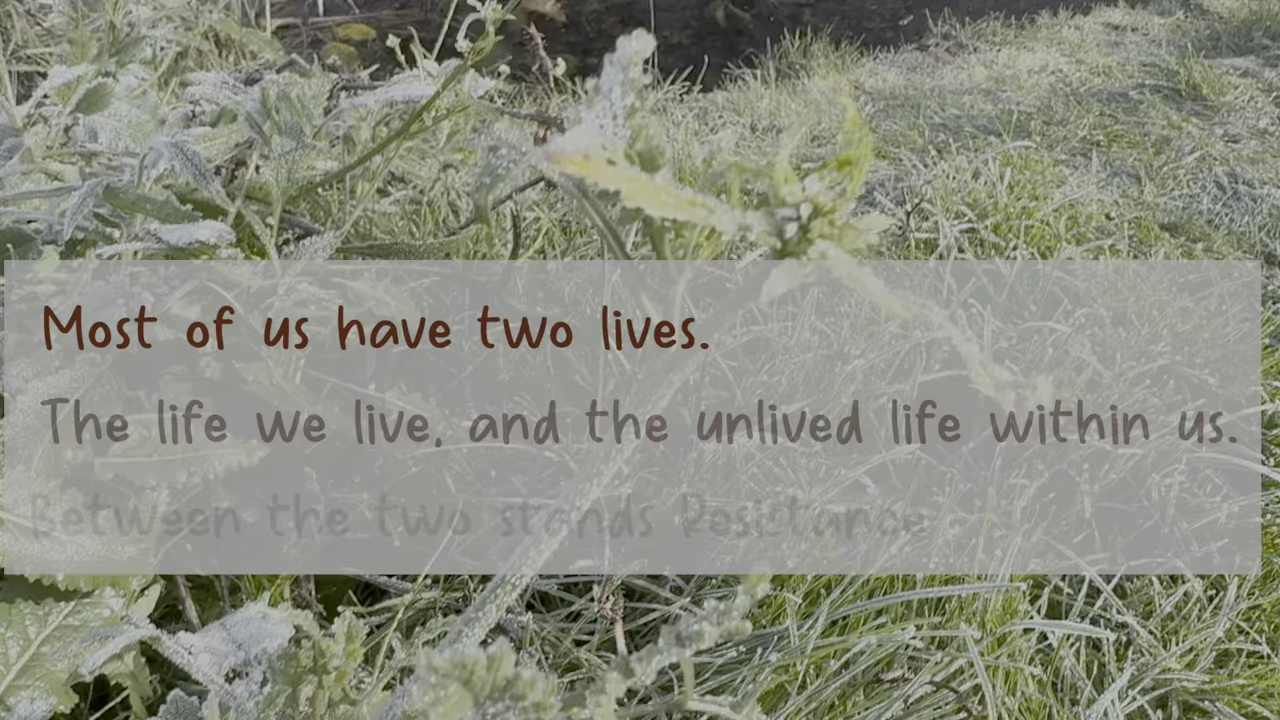 Most of us have two lives.
The life we live, and the unlived life within us.
Between the two stands Resistance